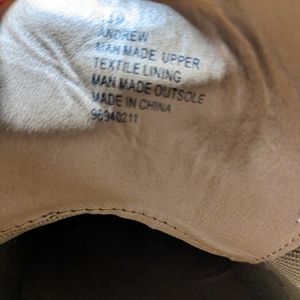 ANDREW
MAN MADE UPPER
TEXTILE LINING
MAN MADE OUTSOLE
MADE IN CHINA
96940211